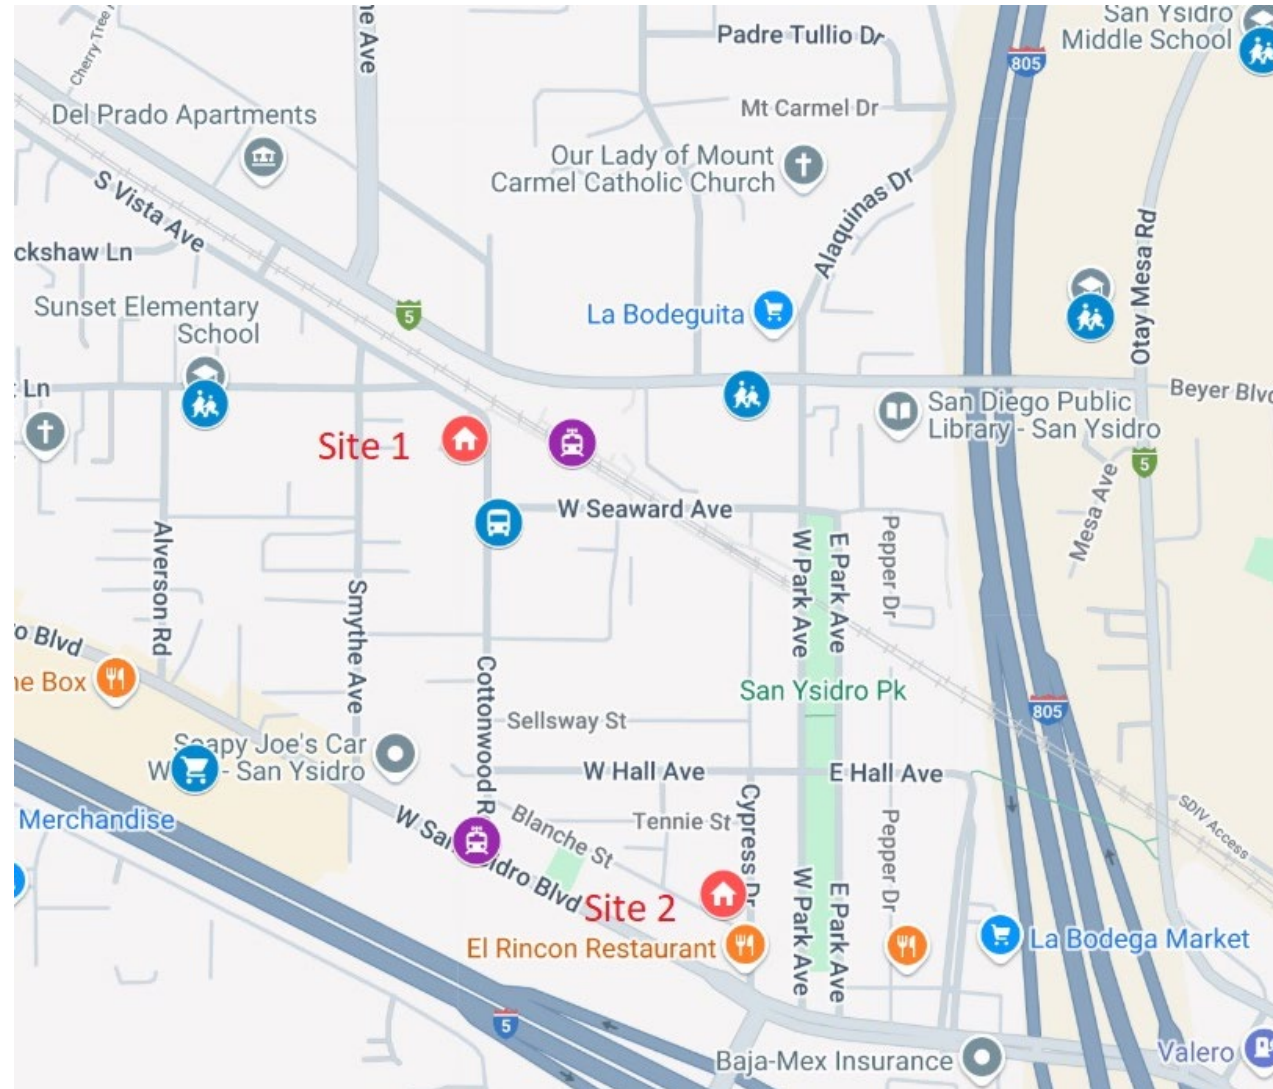 San Ysidro
Middle School
Padre Tullio Dr
805
Cherry Tree
ne Ave
Mt Carmel Dr
Del Prado Apartments
Our Lady of Mount
Carmel Catholic Church
S Vista Ave
Alaquinas Dr
Otay Mesa Rd
ckshaw Ln
Sunset Elementary
School
5
La Bodeguita
Ln
Beyer Blvd
San Diego Public
Library - San Ysidro
Site 1
5
Mesa Ave
W Seaward Ave
Alverson Rd
Smythe Ave
W Park Ave
E Park Ave
Pepper Dr
o Blvd
ne Box
Cottonwood R
San Ysidro Pk
805
Sellsway St
Soapy Joe's Car
W - San Ysidro
W Hall Ave
E Hall Ave
SDIV Access
Merchandise
Blanche St
Tennie St
Cypress Dr
Pepper Dr
W San Ysidro Blvd
Site 2
W Park Ave
E Park Ave
El Rincon Restaurant
La Bodega Market
5
Baja-Mex Insurance
Valero